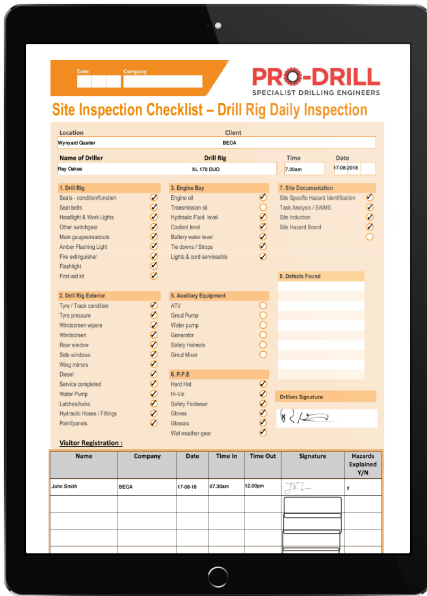 Date Company
PRO-DRILL
SPECIALIST DRILLING ENGINEERS
Site Inspection Checklist – Drill Rig Daily Inspection
Location Client
Wynyard Quarter BECA
Name of Driller Drill Rig Time Date
Ray Oakes XL 170 DUO 7.30am 17-08-2018
1. Drill Rig
Seats - condition/function
Seat belts
Headlight & Work Lights
Other switchgear
Main gauges/readouts
Amber Flashing Light
Fire extinguisher
Flashlight
First-aid kit
3. Engine Bay
Engine oil
Transmission oil
Hydraulic Fluid level
Coolant level
Battery water level
Tie downs / Strops
Lights & cord serviceable
7. Site Documentation
Site Specific Hazard Identification
Task Analysis / SWMS
Site Induction
Site Hazard Board
8. Defects Found
2. Drill Rig Exterior
Tyre / Track condition
Tyre pressure
Windscreen wipers
Windscreen
Rear window
Side windows
Wing mirrors
Diesel
Service completed
Water Pump
Latches/locks
Hydraulic Hoses / Fittings
Paint/panels
5. Auxiliary Equipment
ATV
Grout Pump
Water pump
Generator
Safety Helmets
Grout Mixer
6. P.P.E
Hard Hat
Hi-Viz
Safety Footwear
Gloves
Glasses
Wet weather gear
Drillers Signature
Visitor Registration :
Name Company Date Time In Time Out Signature Hazards
Explained
Y/N
John Smith BECA 17-08-18 07.30am 12.00pm y